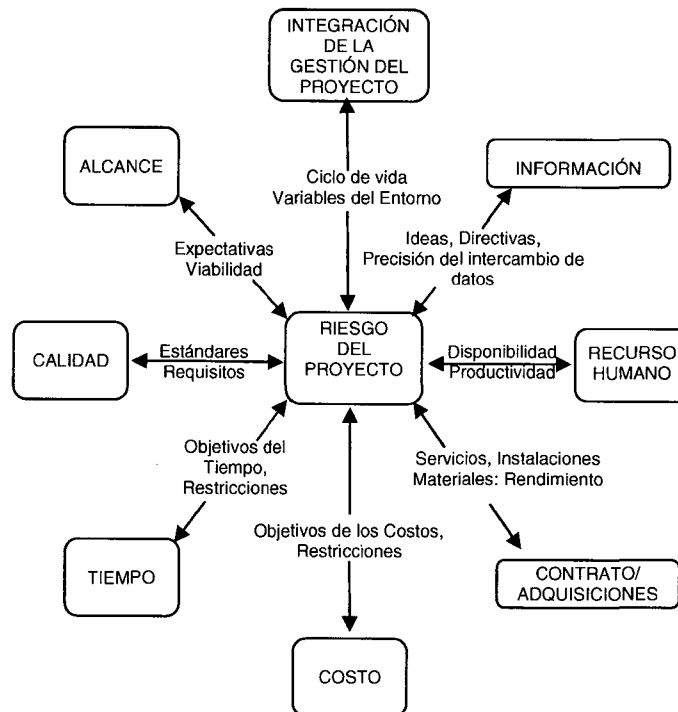 INTEGRACIÓN
DE LA
GESTIÓN DEL
PROYECTO
ALCANCE
INFORMACIÓN
Ciclo de vida
Variables del Entorno
Expectativas
Viabilidad
Ideas, Directivas,
Precisión del intercambio de
datos
CALIDAD
Estándares
Requisitos
RIESGO
DEL
PROYECTO
Disponibilidad
Productividad
RECURSO
HUMANO
Objetivos del
Tiempo,
Restricciones
Servicios, Instalaciones
Materiales: Rendimiento
Objetivos de los Costos,
Restricciones
TIEMPO
CONTRATO/
ADQUISICIONES
COSTO